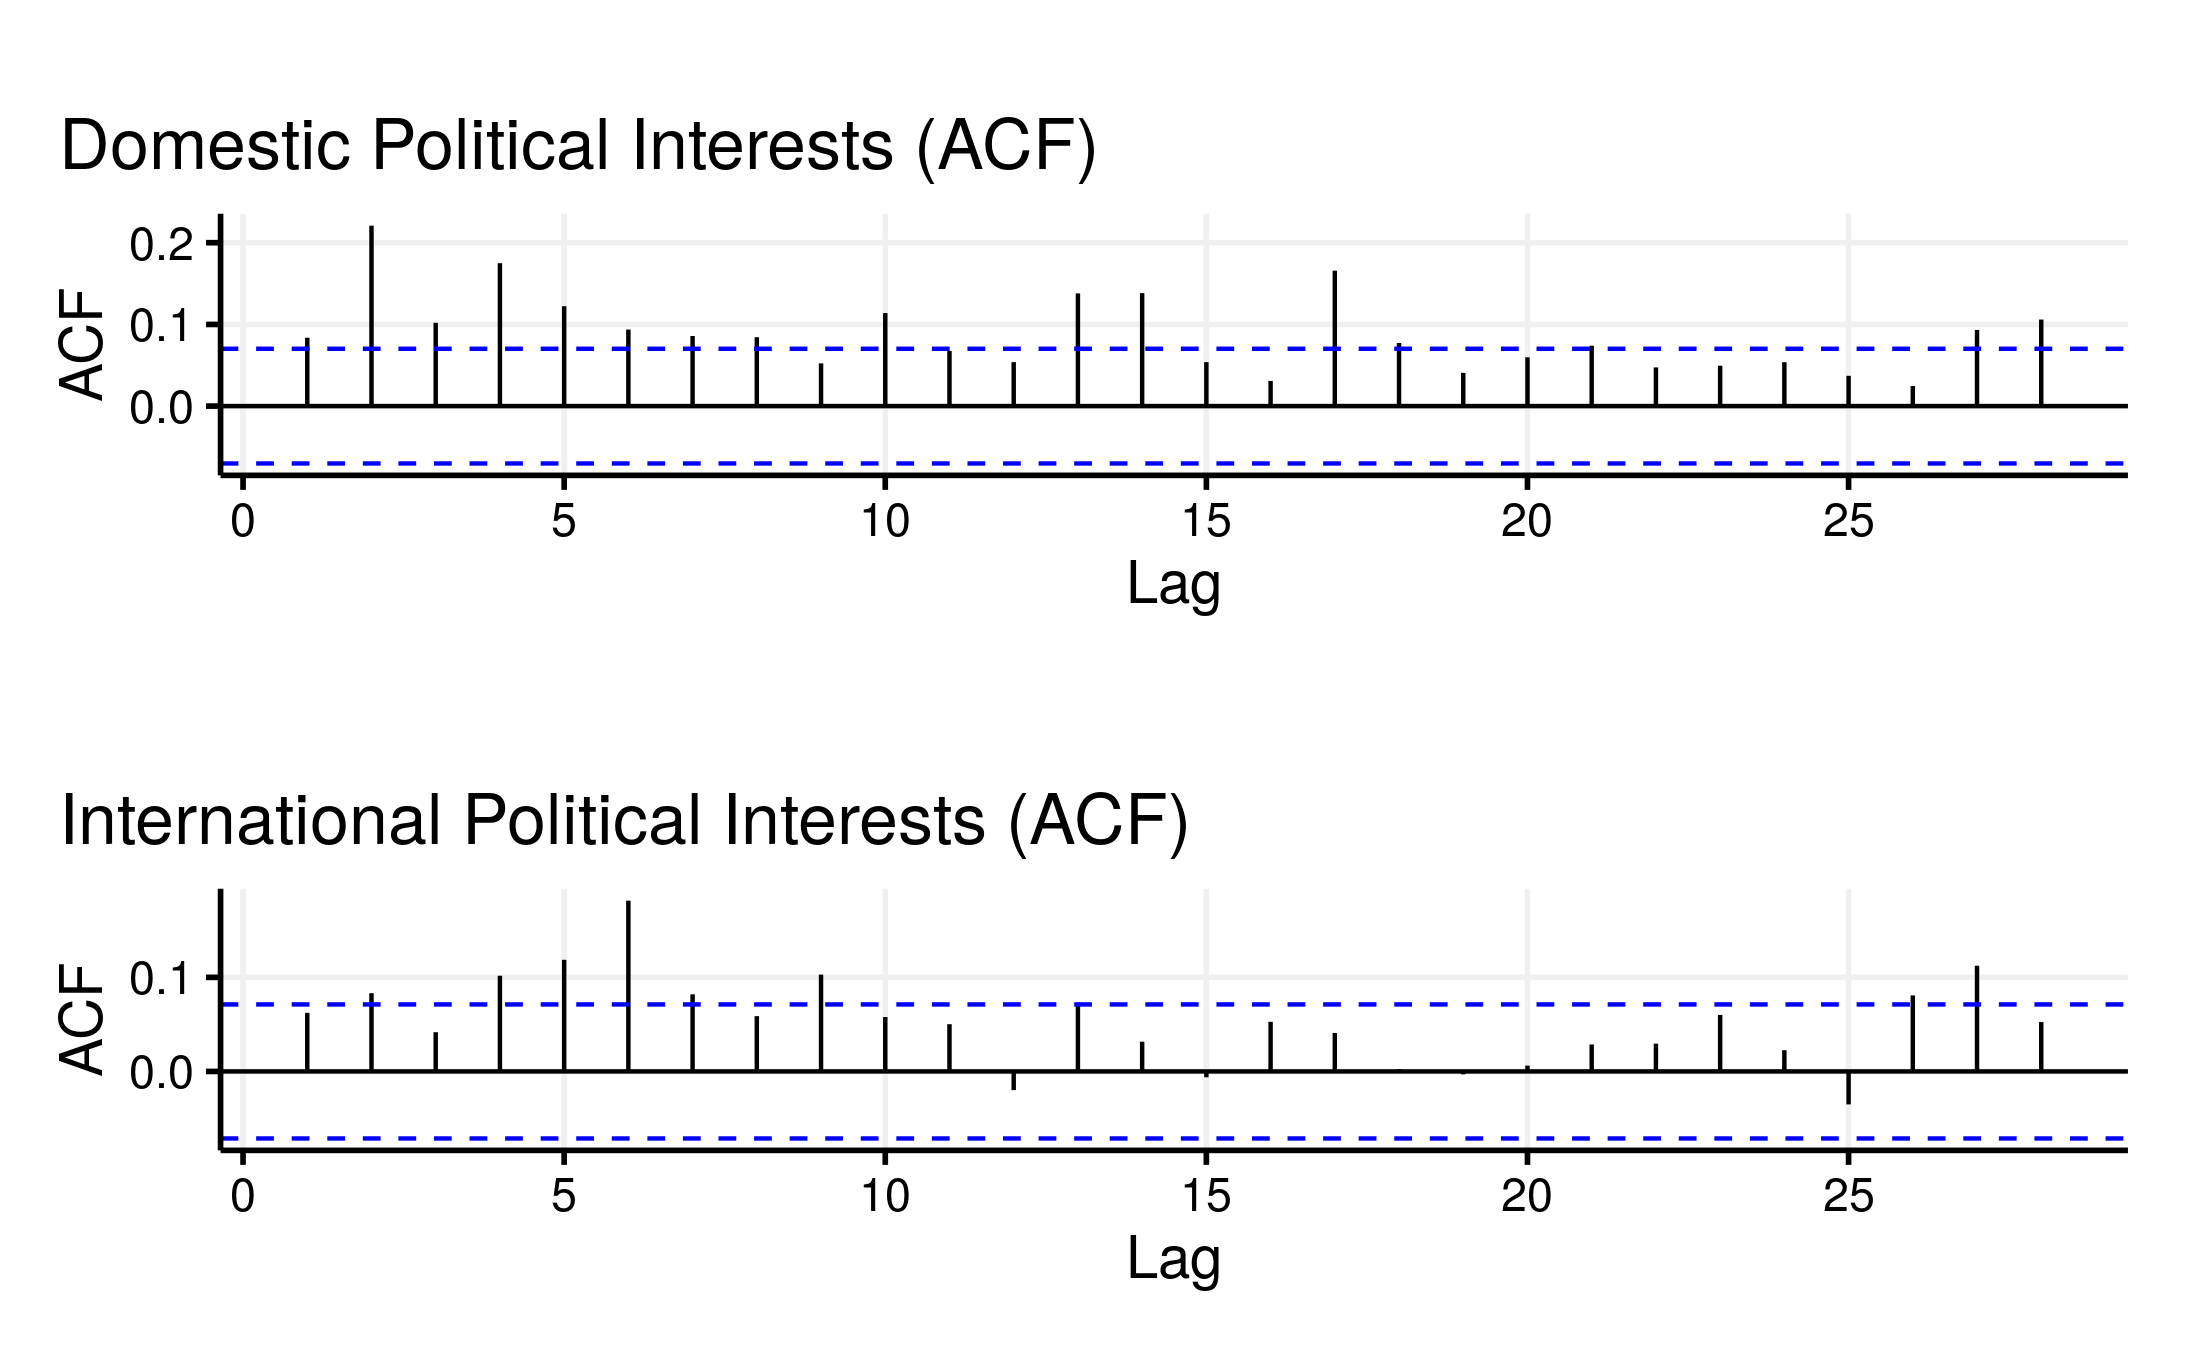 Domestic Political Interests (ACF)
ACF
0.2
0.1
0.0
0 5 10 15 20 25
Lag
International Political Interests (ACF)
ACF
0.1
0.0
0 5 10 15 20 25
Lag